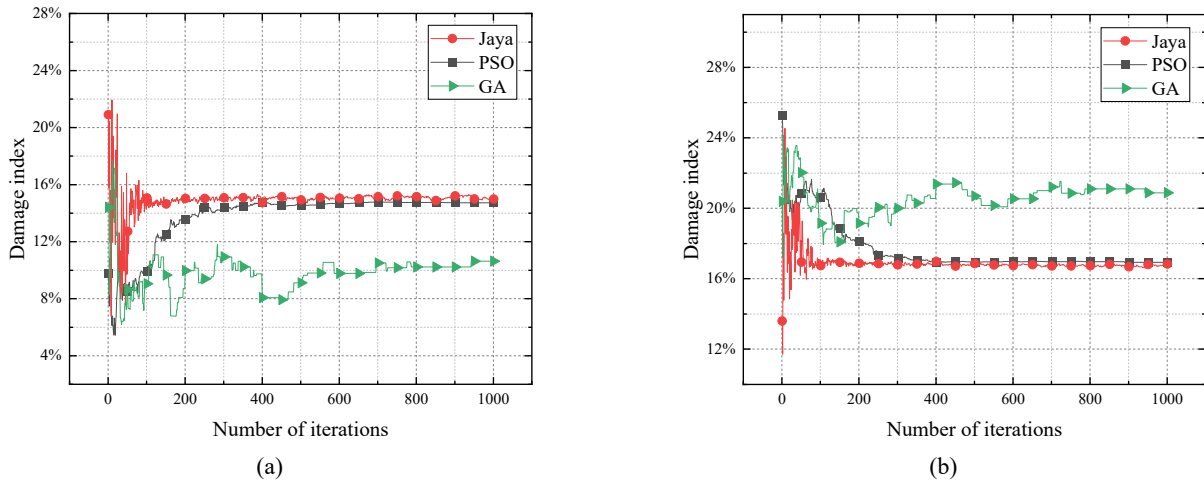 28%
24%
20%
16%
12%
8%
4%
Damage index
Jaya
PSO
GA
0
200
400
600
800
1000
Number of iterations
(a)
28%
24%
20%
16%
12%
Damage index
Jaya
PSO
GA
0
200
400
600
800
1000
Number of iterations
(b)